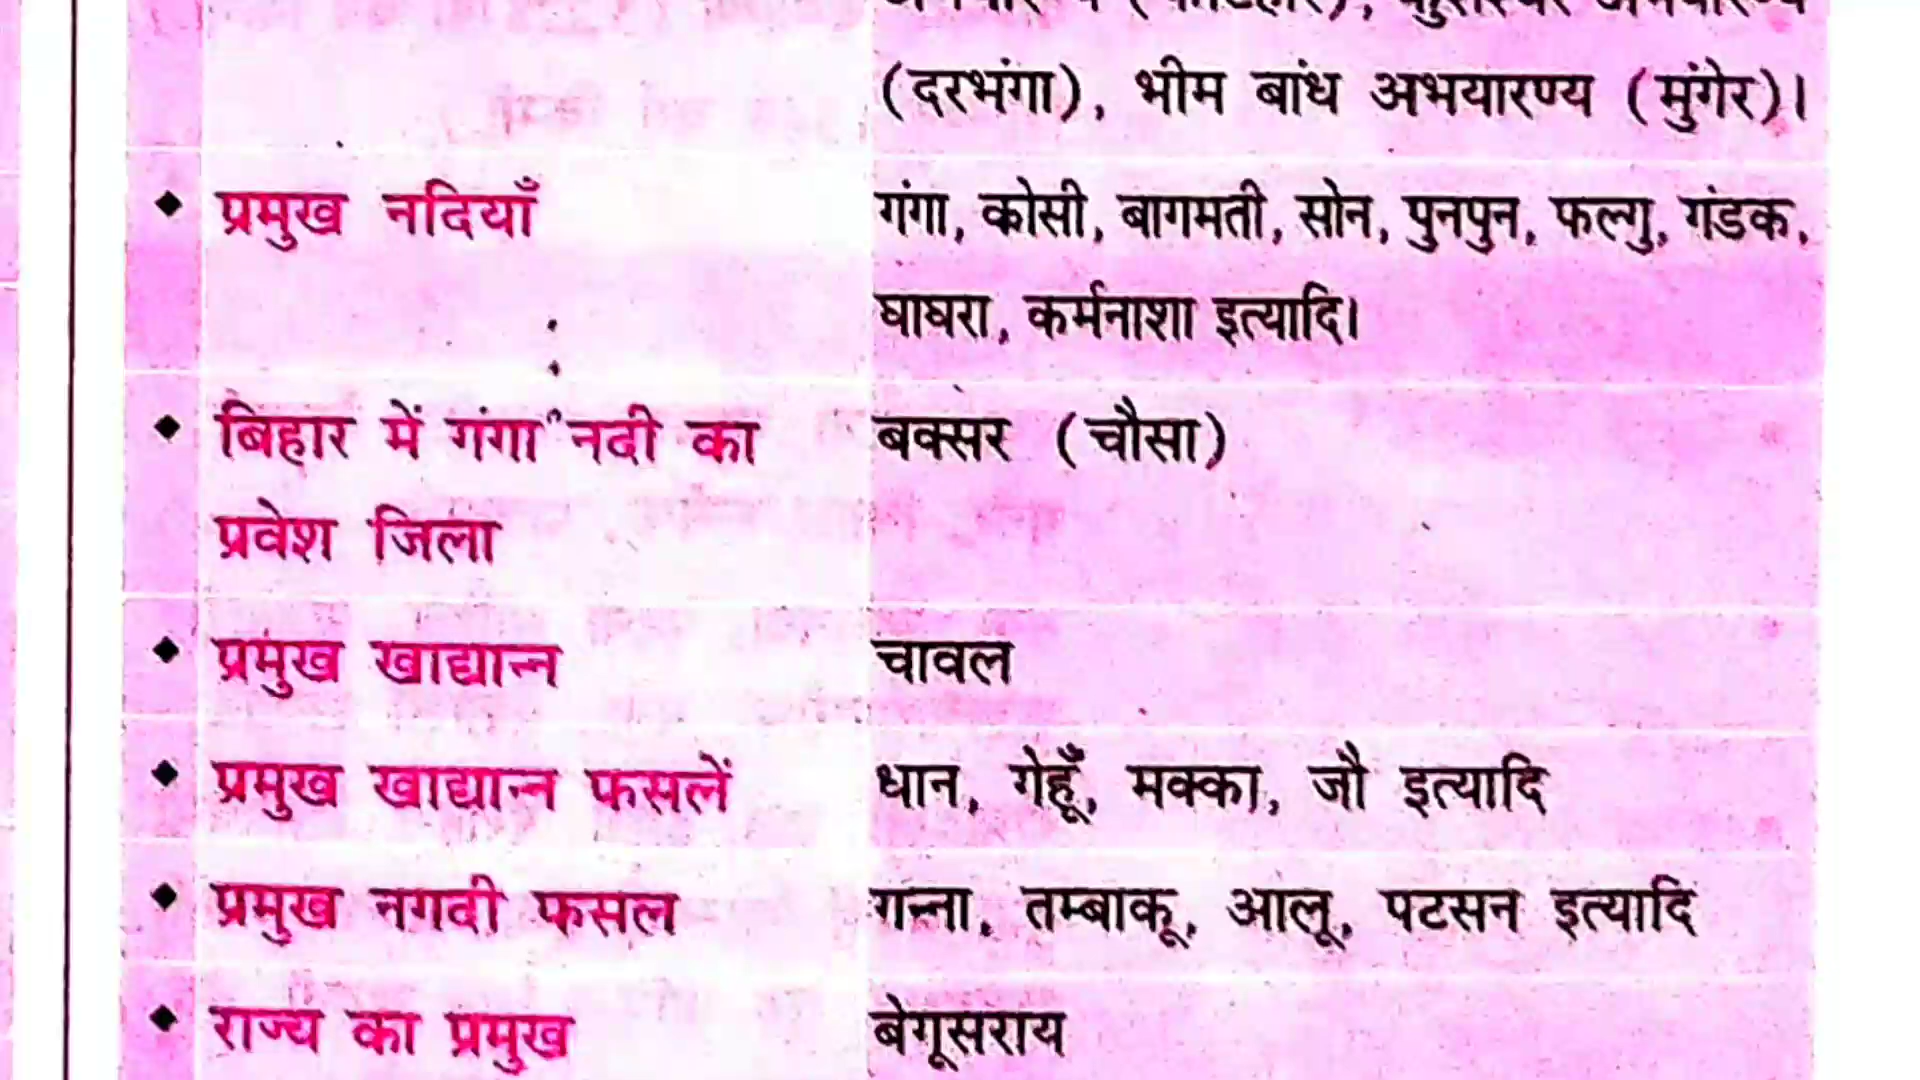 (दरभंगा), भीम बांध अभयारण्य (मुंगेर)।
◆ प्रमुख नदियाँ गंगा, कोसी, बागमती, सोन, पुनपुन, फल्गु, गंडक,
घाघरा, कर्मनाशा इत्यादि।
◆ बिहार में गंगा नदी का बक्सर (चौसा)
प्रवेश जिला
◆ प्रमुख खाद्यान्न चावल
◆ प्रमुख खाद्यान्न फसलें धान, गेहूँ, मक्का, जौ इत्यादि
◆ प्रमुख नगदी फसल गन्ना, तम्बाकू, आलू, पटसन इत्यादि
◆ राज्य का प्रमुख बेगूसराय